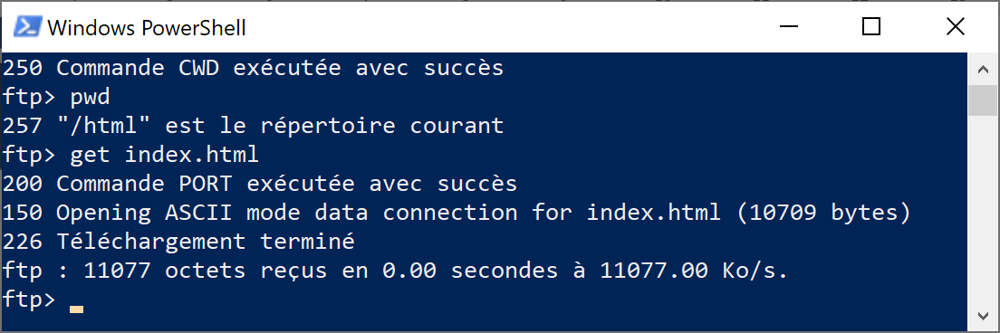 Windows PowerShell
250 Commande CWD exécutée avec succès
ftp> pwd
257 "/html" est le répertoire courant
ftp> get index.html
200 Commande PORT exécutée avec succès
150 Opening ASCII mode data connection for index.html (10709 bytes)
226 Téléchargement terminé
ftp : 11077 octets reçus en 0.00 secondes à 11077.00 Ko/s.
ftp>